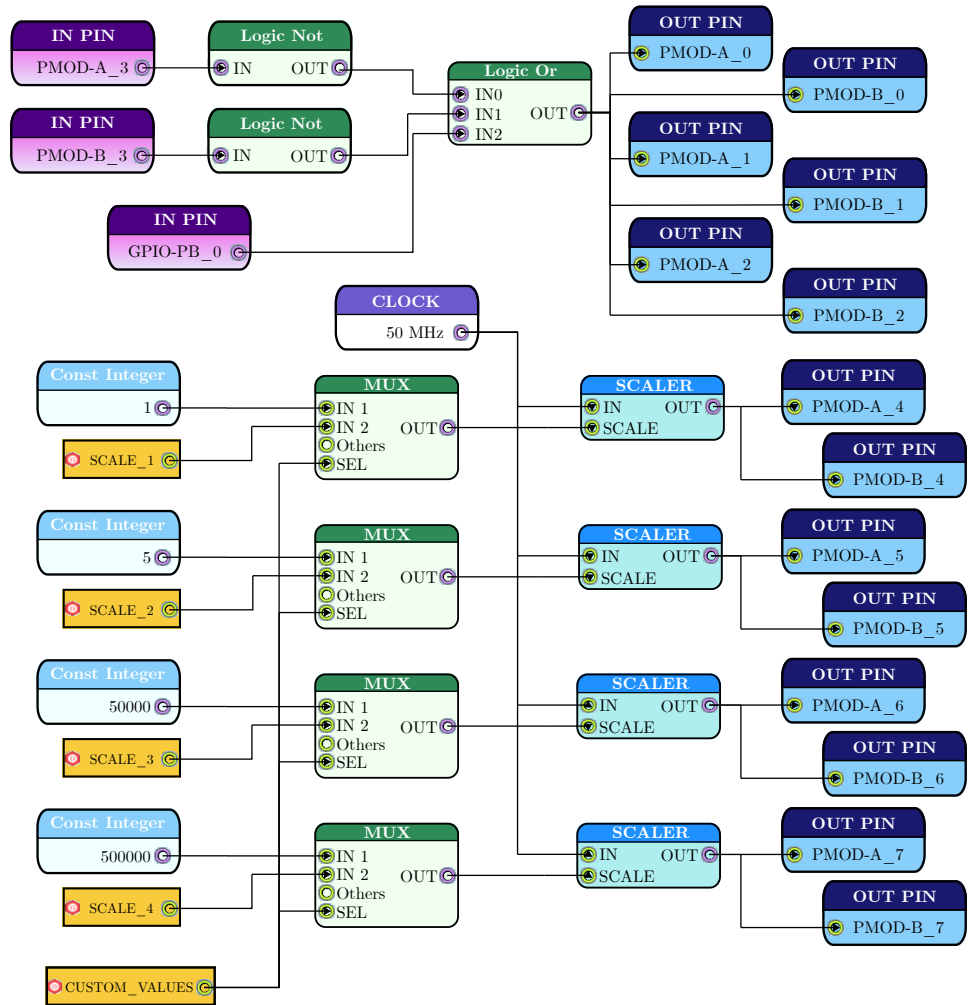 IN PIN
PMOD-A_3
Logic Not
IN OUT
IN PIN
PMOD-B_3
Logic Not
IN OUT
IN PIN
GPIO-PB_0
Logic Or
IN0
IN1
IN2
OUT
OUT PIN
PMOD-A_0
OUT PIN
PMOD-B_0
OUT PIN
PMOD-A_1
OUT PIN
PMOD-B_1
OUT PIN
PMOD-A_2
OUT PIN
PMOD-B_2
CLOCK
50 MHz
Const Integer
1
SCALE_1
MUX
IN 1
IN 2
OUT
Others
SEL
SCALER
IN OUT
SCALE
OUT PIN
PMOD-A_4
OUT PIN
PMOD-B_4
Const Integer
5
SCALE_2
MUX
IN 1
IN 2
OUT
Others
SEL
SCALER
IN OUT
SCALE
OUT PIN
PMOD-A_5
OUT PIN
PMOD-B_5
Const Integer
50000
SCALE_3
MUX
IN 1
IN 2
OUT
Others
SEL
SCALER
IN OUT
SCALE
OUT PIN
PMOD-A_6
OUT PIN
PMOD-B_6
Const Integer
500000
SCALE_4
MUX
IN 1
IN 2
OUT
Others
SEL
SCALER
IN OUT
SCALE
OUT PIN
PMOD-A_7
OUT PIN
PMOD-B_7
CUSTOM_VALUES